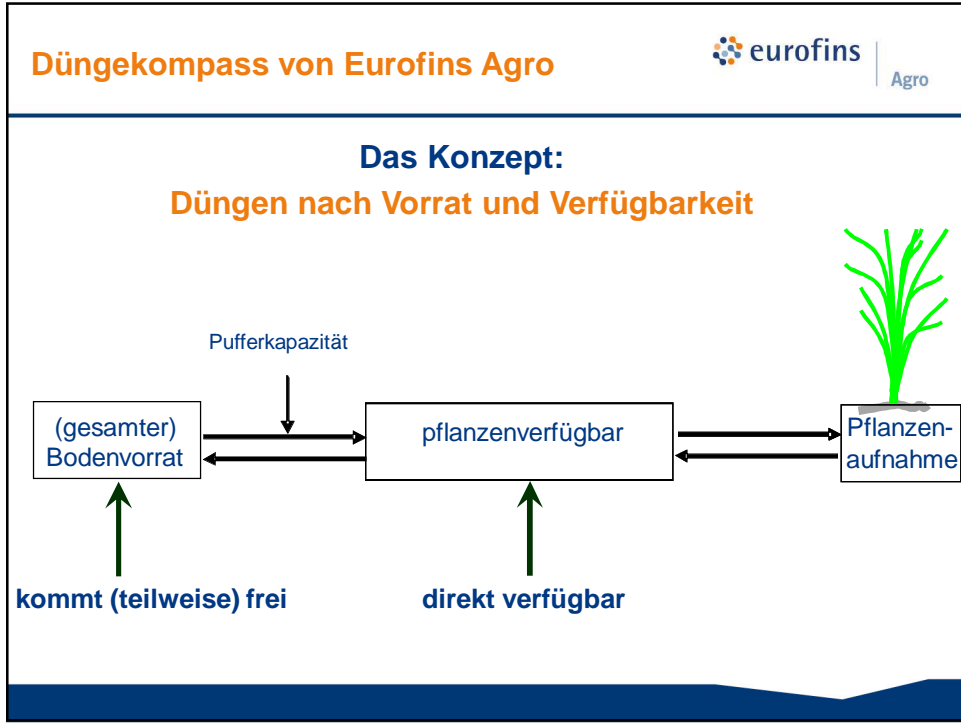 Düngekompass von Eurofins Agro
eurofins
Agro
Das Konzept:
Düngen nach Vorrat und Verfügbarkeit
Pufferkapazität
(gesamter)
Bodenvorrat
pflanzenverfügbar
Pflanzen-
aufnahme
kommt (teilweise) frei
direkt verfügbar